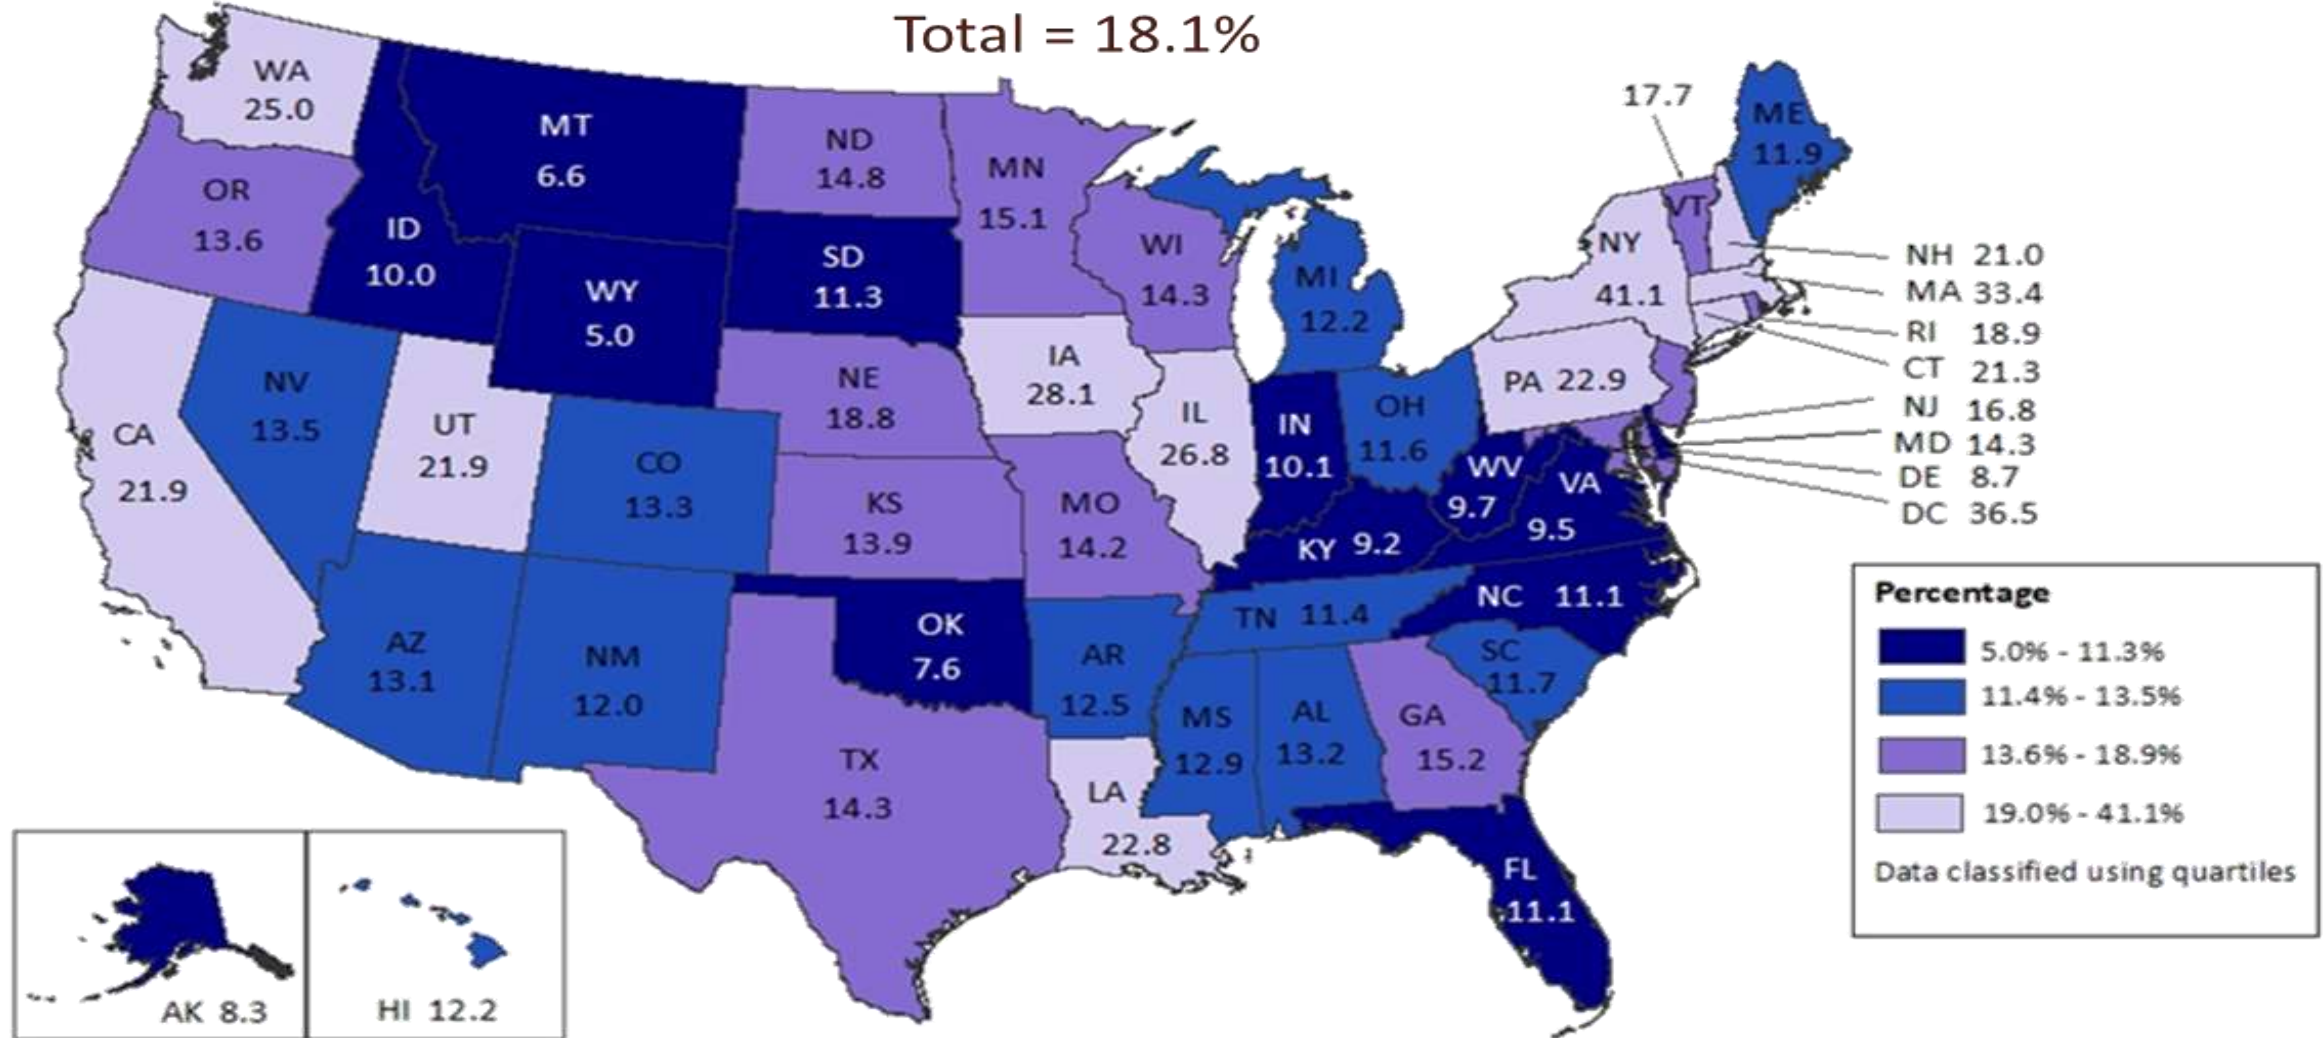 Total = 18.1%
WA
25.0
MT
6.6
ND
14.8
MN
15.1
17.7
ME
11.9
OR
13.6
ID
10.0
SD
11.3
WI
14.3
MI
12.2
VT
NY
41.1
NH 21.0
MA 33.4
RI 18.9
CT 21.3
NJ 16.8
MD 14.3
DE 8.7
DC 36.5
WY
5.0
NV
13.5
UT
21.9
CA
21.9
CO
13.3
NE
18.8
IA
28.1
IL
26.8
IN
10.1
OH
11.6
PA 22.9
WV
9.7
VA
9.5
KS
13.9
MO
14.2
KY 9.2
NC 11.1
TN 11.4
SC
11.7
AZ
13.1
NM
12.0
OK
7.6
AR
12.5
MS
12.9
AL
13.2
GA
15.2
TX
14.3
LA
22.8
FL
11.1
AK 8.3
HI 12.2
Percentage
5.0% - 11.3%
11.4% - 13.5%
13.6% - 18.9%
19.0% - 41.1%
Data classified using quartiles